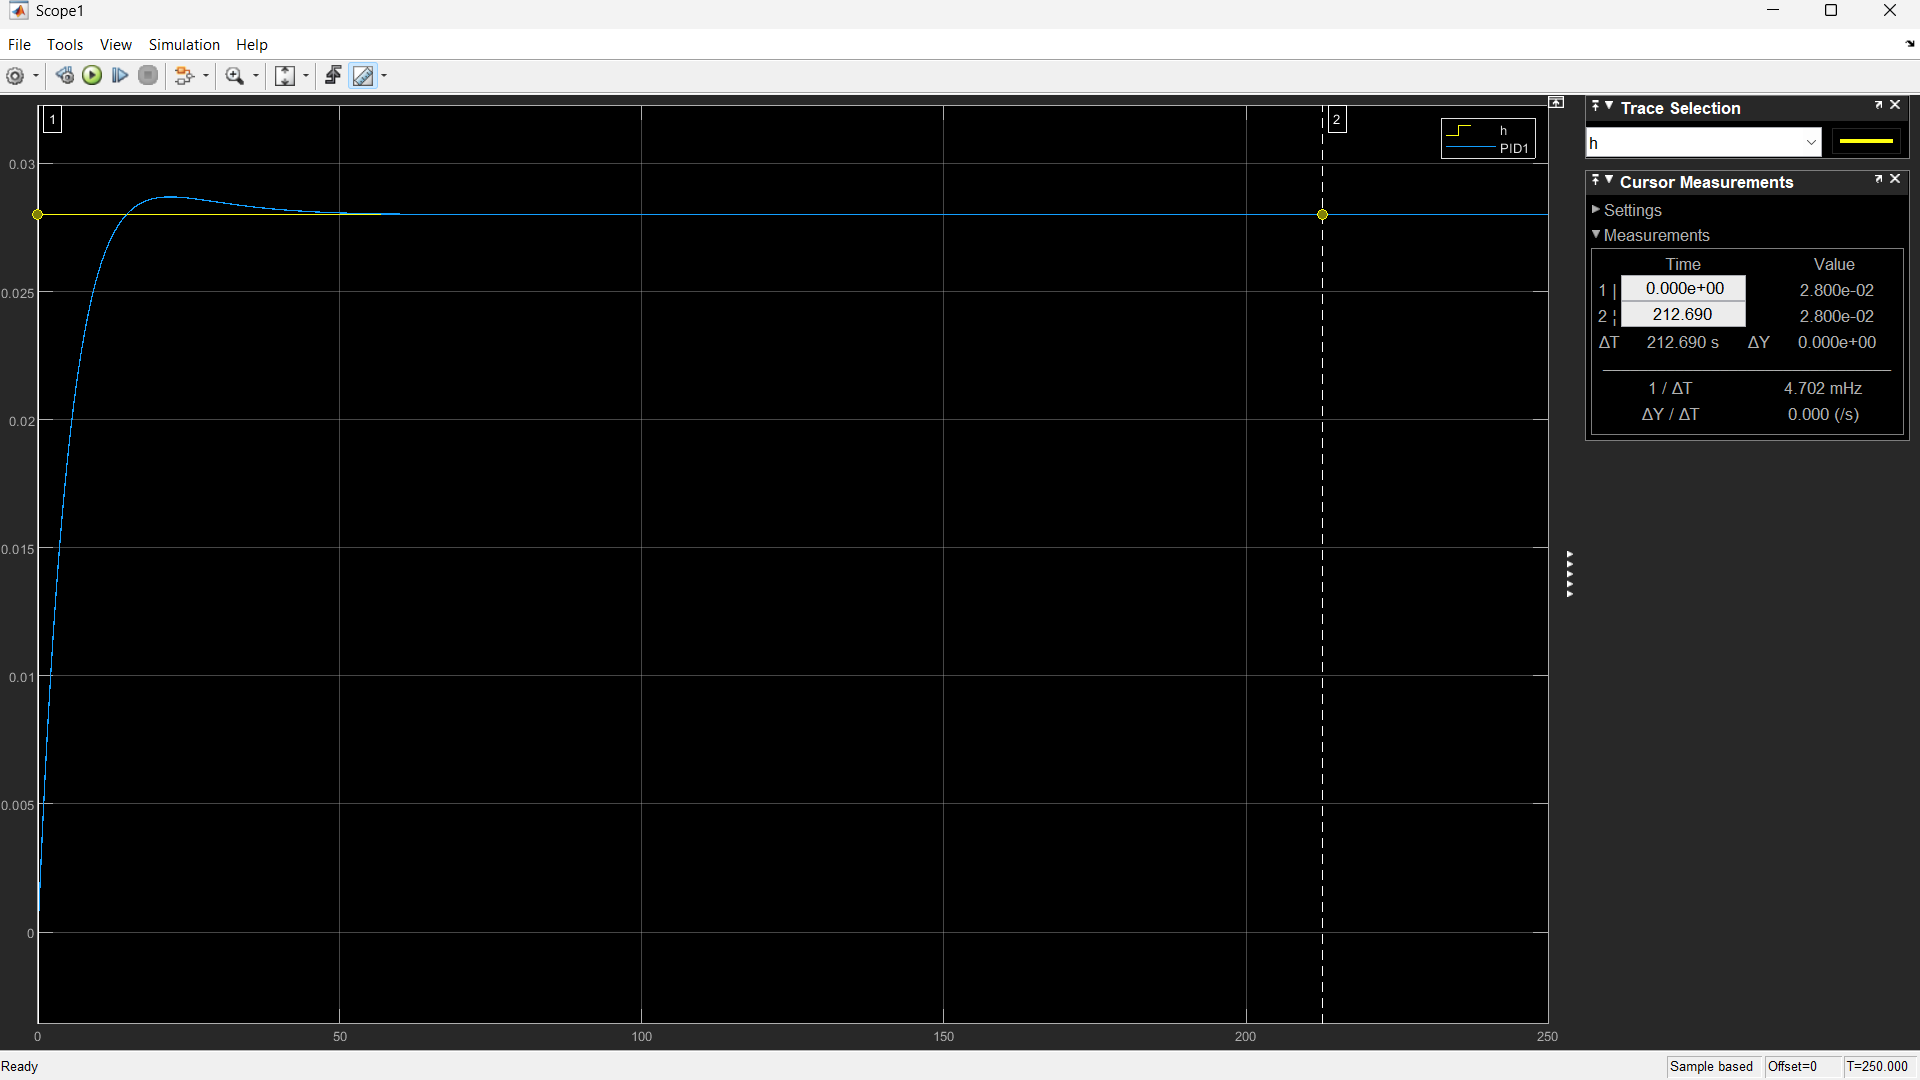 Scope1
File Tools View Simulation Help
1
2
h
PID1
0.03
0.025
0.02
0.015
0.01
0.005
0
0 50 100 150 200 250
Trace Selection
h
Cursor Measurements
Settings
Measurements
Time Value
1 | 0.000e+00 2.800e-02
2 ¦ 212.690 2.800e-02
ΔT 212.690 s ΔY 0.000e+00
1 / ΔT 4.702 mHz
ΔY / ΔT 0.000 (/s)
Ready
Sample based Offset=0 T=250.000